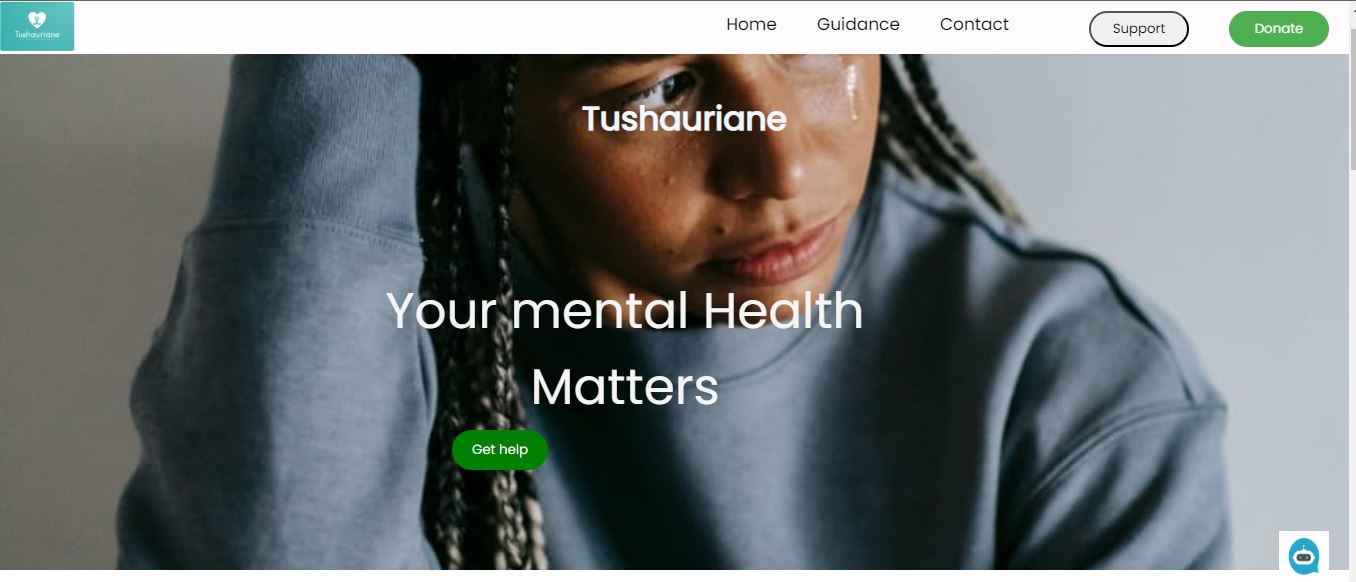 Tushauriane
Home Guidance Contact Support Donate
Tushauriane
Your mental Health
Matters
Get help